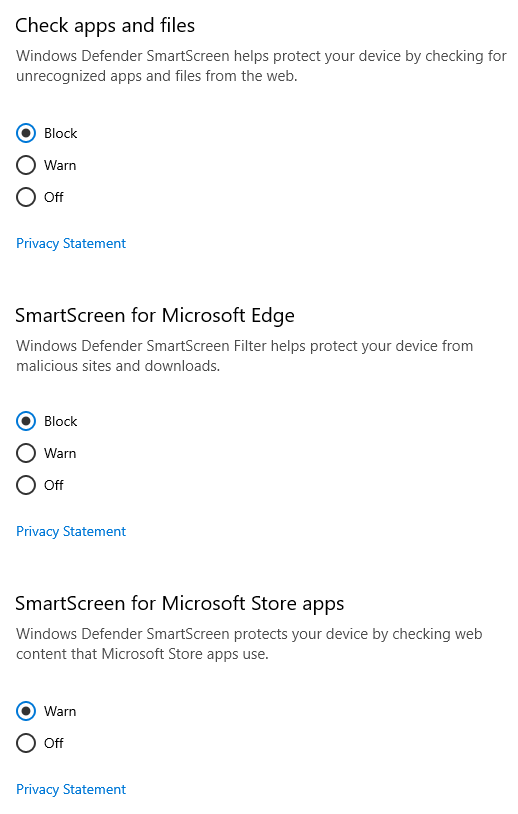 Check apps and files
Windows Defender SmartScreen helps protect your device by checking for
unrecognized apps and files from the web.
Block
Warn
Off
Privacy Statement
SmartScreen for Microsoft Edge
Windows Defender SmartScreen Filter helps protect your device from
malicious sites and downloads.
Block
Warn
Off
Privacy Statement
SmartScreen for Microsoft Store apps
Windows Defender SmartScreen protects your device by checking web
content that Microsoft Store apps use.
Warn
Off
Privacy Statement